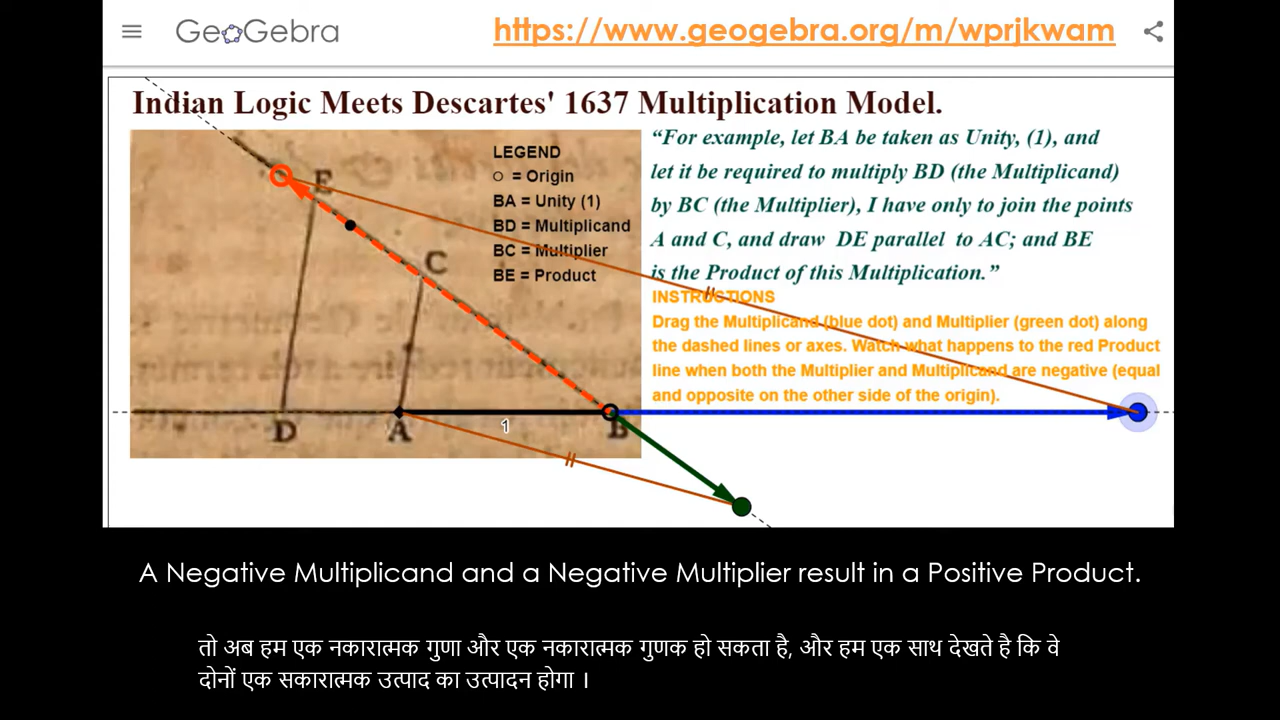 GeoGebra
https://www.geogebra.org/m/wprjkwam
Indian Logic Meets Descartes' 1637 Multiplication Model.
LEGEND
○ = Origin
BA = Unity (1)
BD = Multiplicand
BC = Multiplier
BE = Product
E
C
D
A
1
B
“For example, let BA be taken as Unity, (1), and
let it be required to multiply BD (the Multiplicand)
by BC (the Multiplier), I have only to join the points
A and C, and draw DE parallel to AC; and BE
is the Product of this Multiplication.”
INSTRUCTIONS
Drag the Multiplicand (blue dot) and Multiplier (green dot) along
the dashed lines or axes. Watch what happens to the red Product
line when both the Multiplier and Multiplicand are negative (equal
and opposite on the other side of the origin).
A Negative Multiplicand and a Negative Multiplier result in a Positive Product.
तो अब हम एक नकारात्मक गुणा और एक नकारात्मक गुणक हो सकता है, और हम एक साथ देखते है कि वे
दोनों एक सकारात्मक उत्पाद का उत्पादन होगा ।